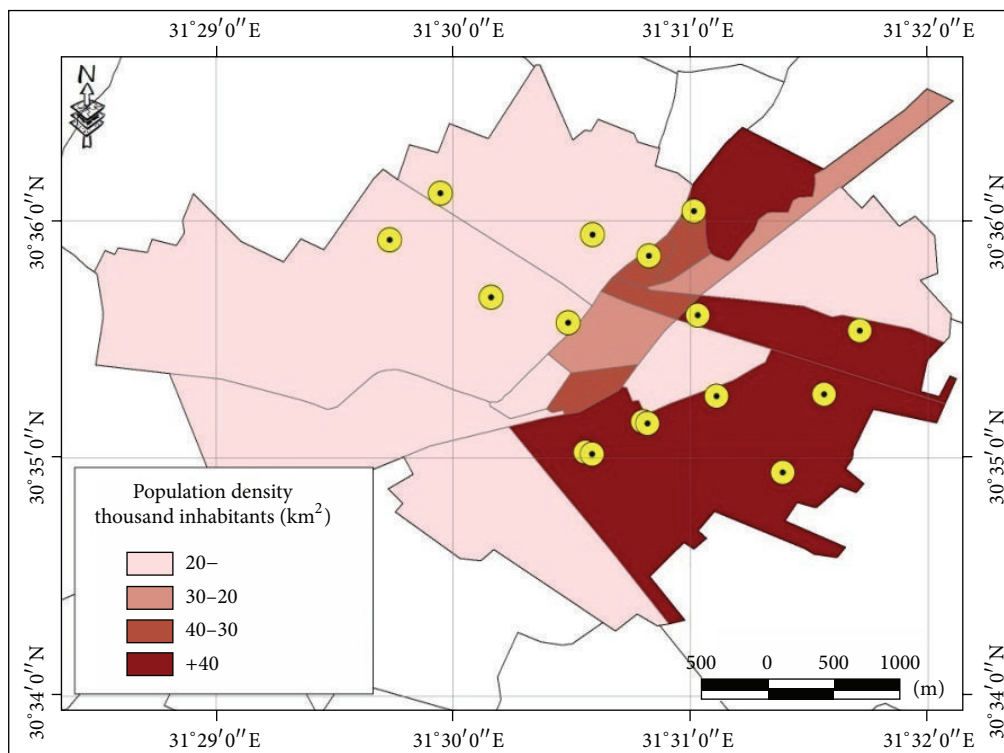 31°29′0″E 31°30′0″E 31°31′0″E 31°32′0″E
N
30°36′0″N 30°36′0″N
30°35′0″N 30°35′0″N
30°34′0″N 30°34′0″N
Population density
thousand inhabitants (km²)
20–
30–20
40–30
+40
500 0 500 1000
(m)
31°29′0″E 31°30′0″E 31°31′0″E 31°32′0″E